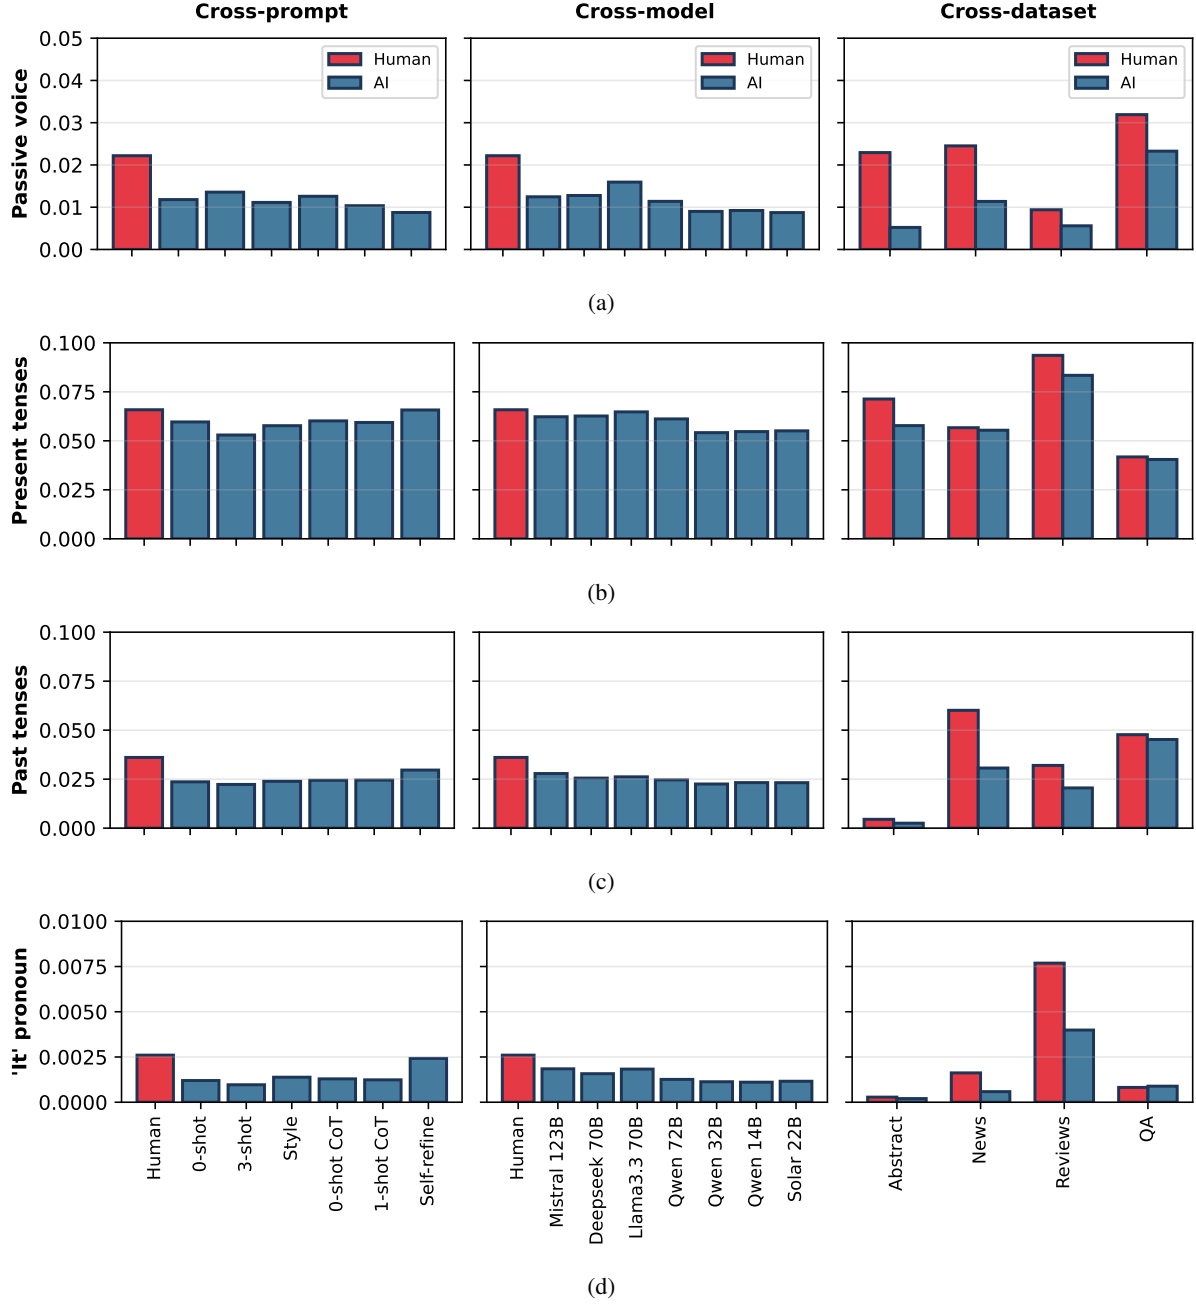 Cross-prompt
Cross-model
Cross-dataset
Passive voice
0.05
0.04
0.03
0.02
0.01
0.00
Human
AI
Human
AI
Human
AI
(a)
Present tenses
0.100
0.075
0.050
0.025
0.000
(b)
Past tenses
0.100
0.075
0.050
0.025
0.000
(c)
'It' pronoun
0.0100
0.0075
0.0050
0.0025
0.0000
Human
0-shot
3-shot
Style
0-shot CoT
1-shot CoT
Self-refine
Human
Mistral 123B
Deepseek 70B
Llama3.3 70B
Qwen 72B
Qwen 32B
Qwen 14B
Solar 22B
Abstract
News
Reviews
QA
(d)